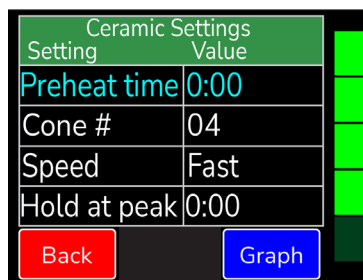 Ceramic Settings
Setting Value
Preheat time 0:00
Cone # 04
Speed Fast
Hold at peak 0:00
Back Graph